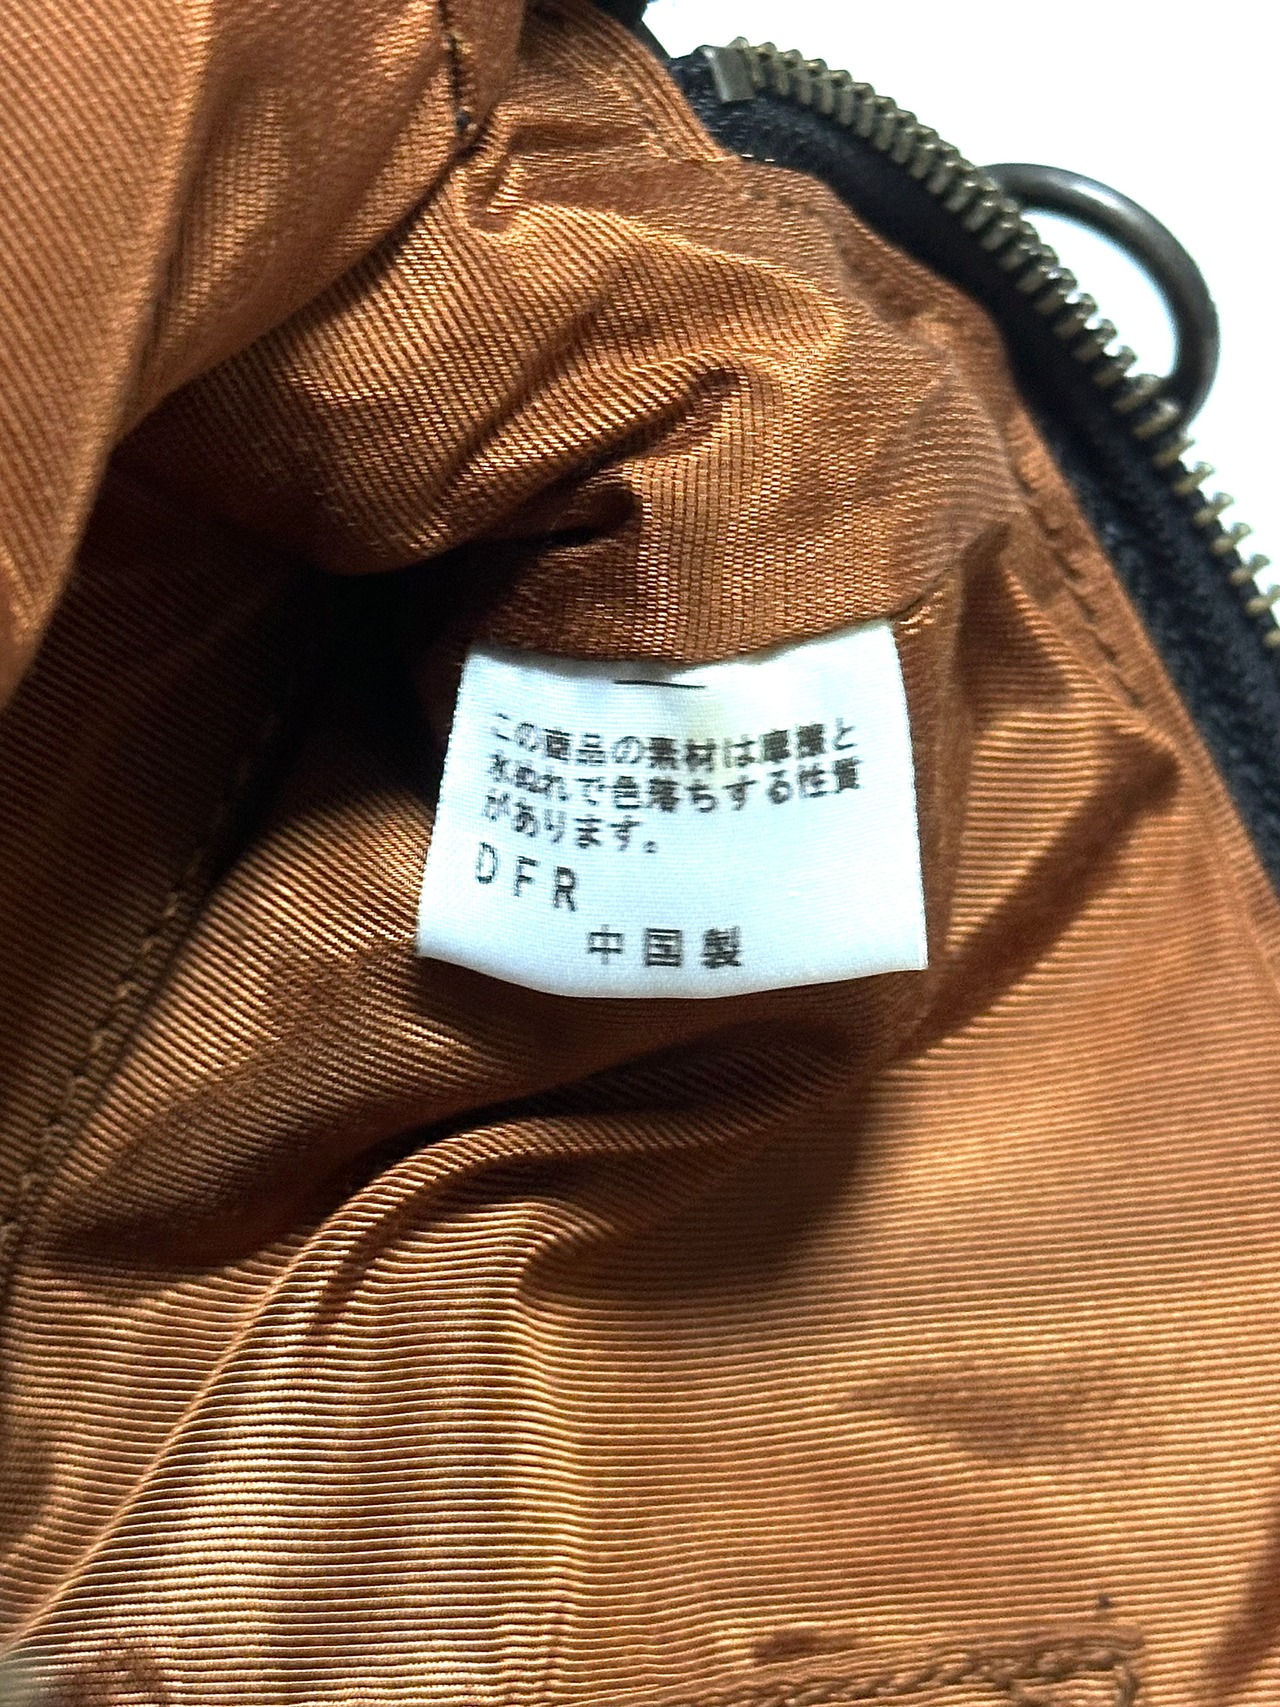 この商品の素材は摩擦と
水ぬれで色落ちする性質
があります。
DFR
中国製